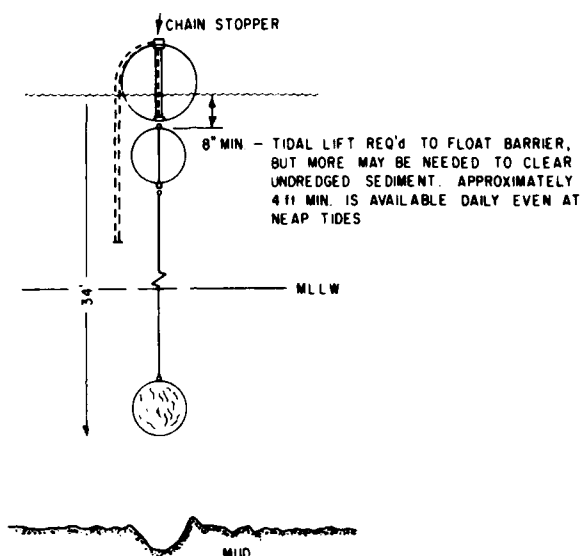 CHAIN STOPPER
8" MIN – TIDAL LIFT REQ'd TO FLOAT BARRIER,
BUT MORE MAY BE NEEDED TO CLEAR
UNDREDGED SEDIMENT. APPROXIMATELY
4 ft MIN. IS AVAILABLE DAILY EVEN AT
NEAP TIDES
34'
MLLW
MUD